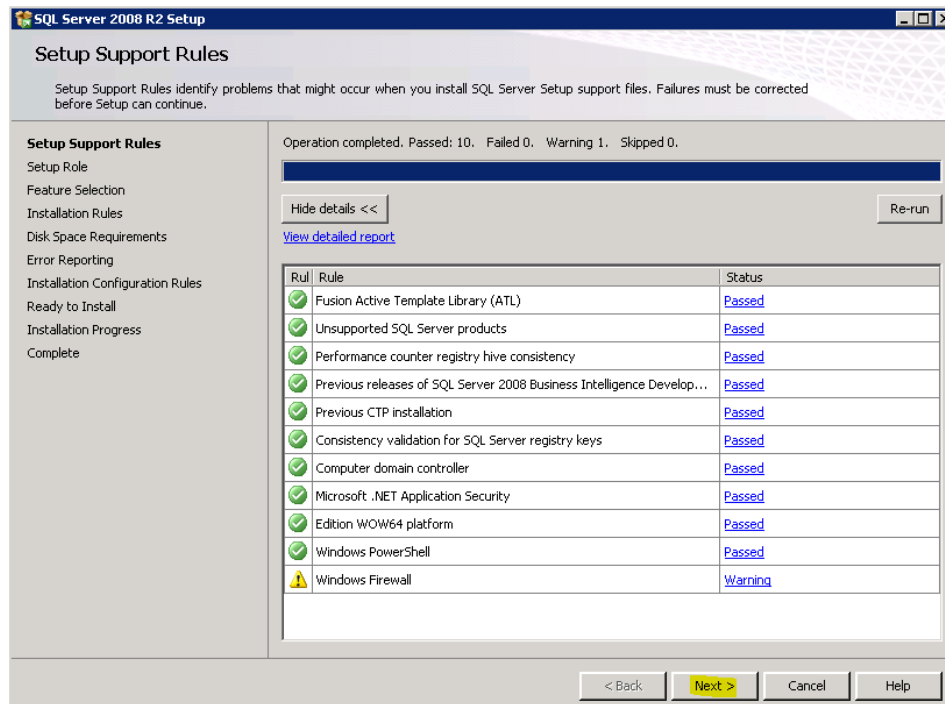 SQL Server 2008 R2 Setup
Setup Support Rules
Setup Support Rules identify problems that might occur when you install SQL Server Setup support files. Failures must be corrected
before Setup can continue.
Setup Support Rules
Setup Role
Feature Selection
Installation Rules
Disk Space Requirements
Error Reporting
Installation Configuration Rules
Ready to Install
Installation Progress
Complete
Operation completed. Passed: 10. Failed 0. Warning 1. Skipped 0.
Hide details <<
Re-run
View detailed report
Rul Rule Status
Fusion Active Template Library (ATL) Passed
Unsupported SQL Server products Passed
Performance counter registry hive consistency Passed
Previous releases of SQL Server 2008 Business Intelligence Develop... Passed
Previous CTP installation Passed
Consistency validation for SQL Server registry keys Passed
Computer domain controller Passed
Microsoft .NET Application Security Passed
Edition WOW64 platform Passed
Windows PowerShell Passed
Windows Firewall Warning
< Back Next > Cancel Help